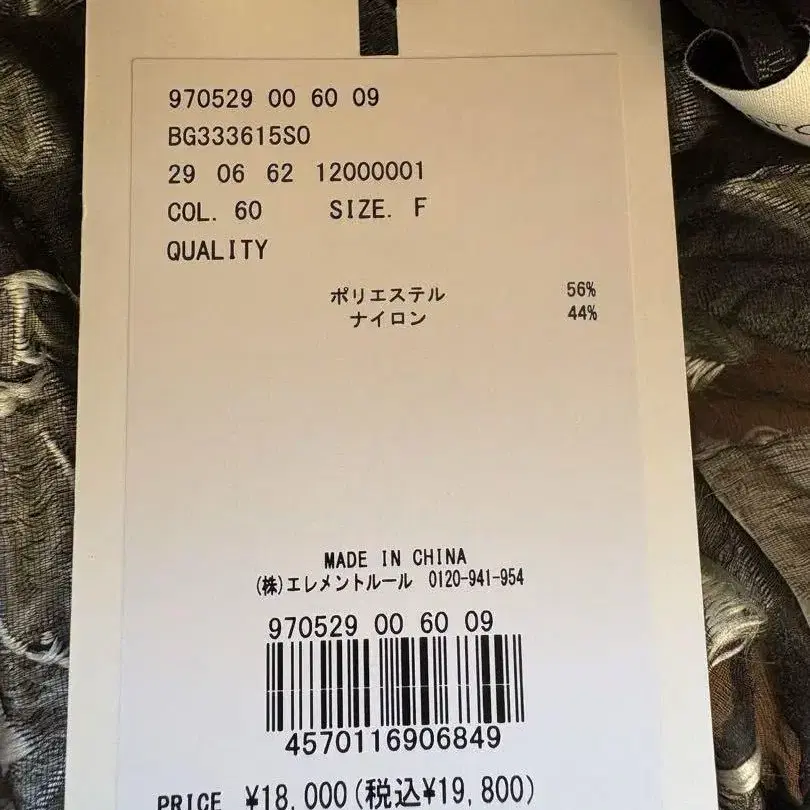 970529 00 60 09
BG333615SO
29 06 62 12000001
COL. 60 SIZE. F
QUALITY
ポリエステル 56%
ナイロン 44%
MADE IN CHINA
(株)エレメントルール 0120-941-954
970529 00 60 09
4570116906849
PRICE ¥18,000(税込¥19,800)